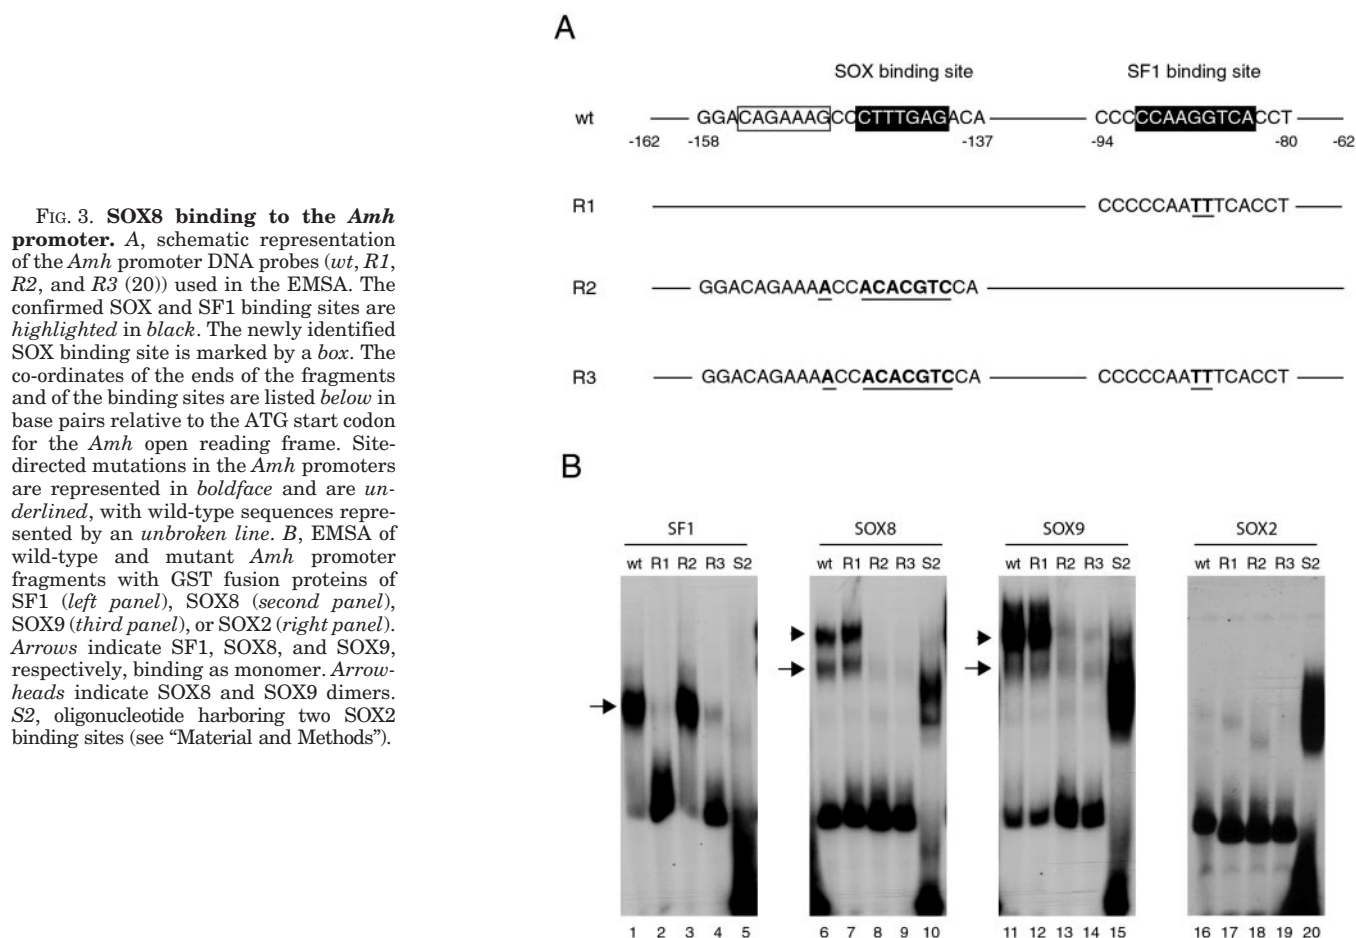 FIG. 3. SOX8 binding to the Amh
promoter. A, schematic representation
of the Amh promoter DNA probes (wt, R1,
R2, and R3 (20)) used in the EMSA. The
confirmed SOX and SF1 binding sites are
highlighted in black. The newly identified
SOX binding site is marked by a box. The
co-ordinates of the ends of the fragments
and of the binding sites are listed below in
base pairs relative to the ATG start codon
for the Amh open reading frame. Site-
directed mutations in the Amh promoters
are represented in boldface and are un-
derlined, with wild-type sequences repre-
sented by an unbroken line. B, EMSA of
wild-type and mutant Amh promoter
fragments with GST fusion proteins of
SF1 (left panel), SOX8 (second panel),
SOX9 (third panel), or SOX2 (right panel).
Arrows indicate SF1, SOX8, and SOX9,
respectively, binding as monomer. Arrow-
heads indicate SOX8 and SOX9 dimers.
S2, oligonucleotide harboring two SOX2
binding sites (see "Material and Methods").
A
SOX binding site SF1 binding site
wt GGACAGAAAGCCCTTTGAGACA CCCCCAAGGTCACCT
-162 -158 -137 -94 -80 -62
R1 CCCCCAATTTCACCT
R2 GGACAGAAAACCACACGTCCA
R3 GGACAGAAAACCACACGTCCA CCCCCAATTTCACCT
B
SF1 SOX8 SOX9 SOX2
wt R1 R2 R3 S2 wt R1 R2 R3 S2 wt R1 R2 R3 S2 wt R1 R2 R3 S2
1 2 3 4 5 6 7 8 9 10 11 12 13 14 15 16 17 18 19 20